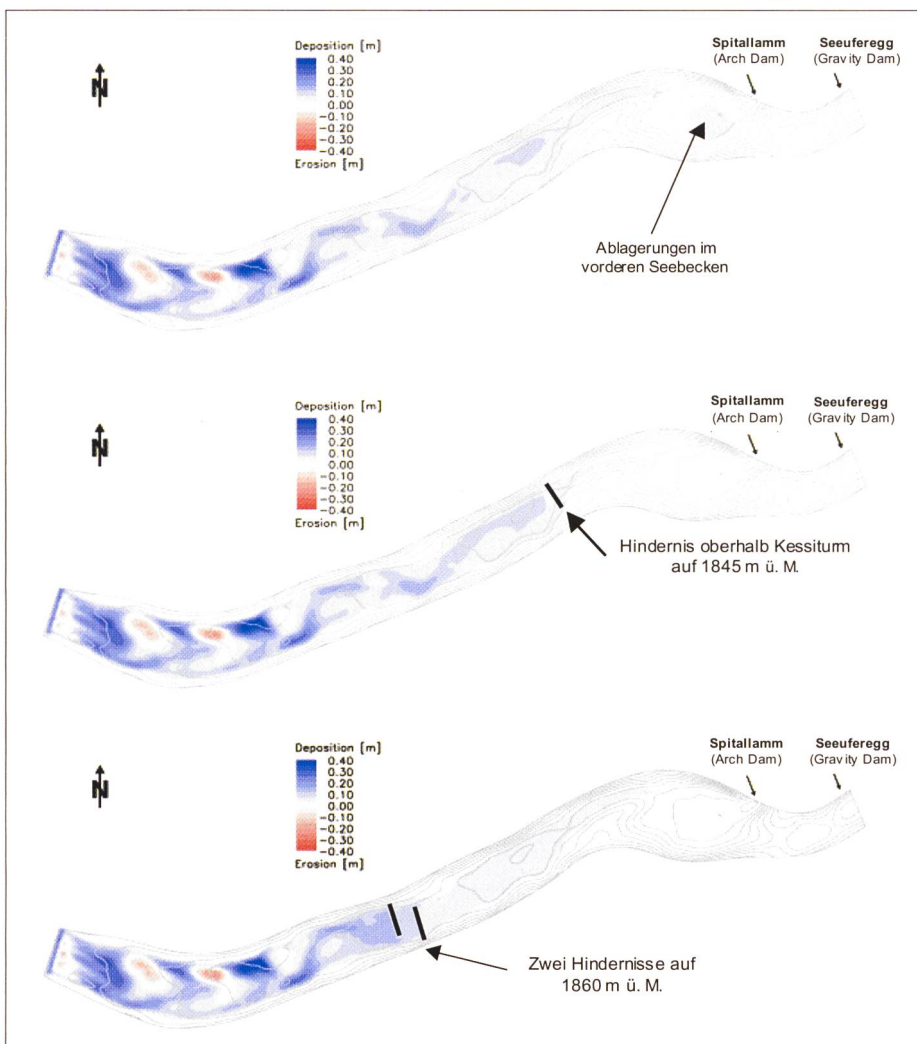 Deposition [m]
0.40
0.30
0.20
0.10
0.00
-0.10
-0.20
-0.30
-0.40
Erosion [m]
N
Spitallamm
(Arch Dam)
Seeuferegg
(Gravity Dam)
Ablagerungen im
vorderen Seebecken
Deposition [m]
0.40
0.30
0.20
0.10
0.00
-0.10
-0.20
-0.30
-0.40
Erosion [m]
N
Spitallamm
(Arch Dam)
Seeuferegg
(Gravity Dam)
Hindernis oberhalb Kessiturm
auf 1845 m ü. M.
Deposition [m]
0.40
0.30
0.20
0.10
0.00
-0.10
-0.20
-0.30
-0.40
Erosion [m]
N
Spitallamm
(Arch Dam)
Seeuferegg
(Gravity Dam)
Zwei Hindernisse auf
1860 m ü. M.